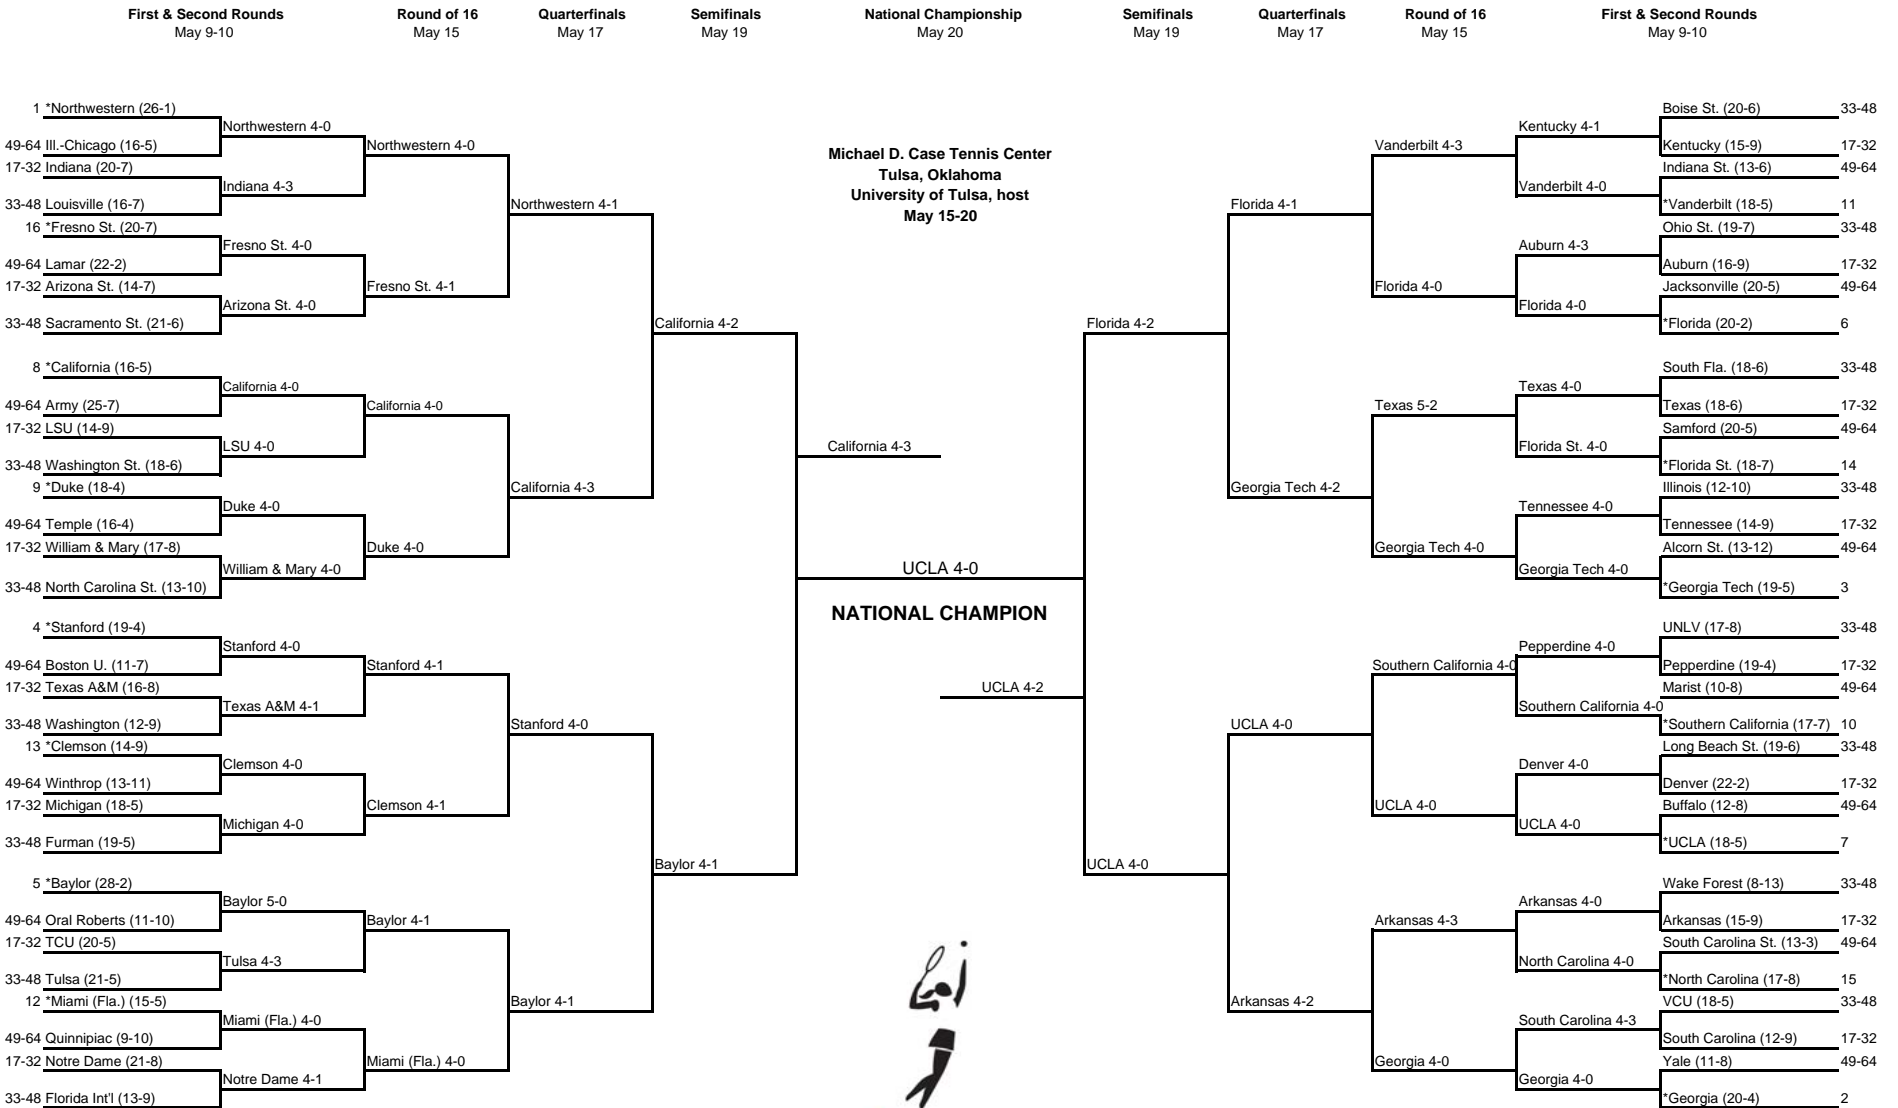 First & Second Rounds
May 9-10
Round of 16
May 15
Quarterfinals
May 17
Semifinals
May 19
National Championship
May 20
Semifinals
May 19
Quarterfinals
May 17
Round of 16
May 15
First & Second Rounds
May 9-10
1 *Northwestern (26-1)
49-64 Ill.-Chicago (16-5)
17-32 Indiana (20-7)
33-48 Louisville (16-7)
16 *Fresno St. (20-7)
49-64 Lamar (22-2)
17-32 Arizona St. (14-7)
33-48 Sacramento St. (21-6)
8 *California (16-5)
49-64 Army (25-7)
17-32 LSU (14-9)
33-48 Washington St. (18-6)
9 *Duke (18-4)
49-64 Temple (16-4)
17-32 William & Mary (17-8)
33-48 North Carolina St. (13-10)
4 *Stanford (19-4)
49-64 Boston U. (11-7)
17-32 Texas A&M (16-8)
33-48 Washington (12-9)
13 *Clemson (14-9)
49-64 Winthrop (13-11)
17-32 Michigan (18-5)
33-48 Furman (19-5)
5 *Baylor (28-2)
49-64 Oral Roberts (11-10)
17-32 TCU (20-5)
33-48 Tulsa (21-5)
12 *Miami (Fla.) (15-5)
49-64 Quinnipiac (9-10)
17-32 Notre Dame (21-8)
33-48 Florida Int'l (13-9)
Northwestern 4-0
Indiana 4-3
Fresno St. 4-0
Arizona St. 4-0
California 4-0
LSU 4-0
Duke 4-0
William & Mary 4-0
Stanford 4-0
Texas A&M 4-1
Clemson 4-0
Michigan 4-0
Baylor 5-0
Tulsa 4-3
Miami (Fla.) 4-0
Notre Dame 4-1
Northwestern 4-0
Fresno St. 4-1
California 4-0
Duke 4-0
Stanford 4-1
Clemson 4-1
Baylor 4-1
Miami (Fla.) 4-0
Northwestern 4-1
California 4-3
Stanford 4-0
Baylor 4-1
California 4-2
Baylor 4-1
Michael D. Case Tennis Center
Tulsa, Oklahoma
University of Tulsa, host
May 15-20
California 4-3
UCLA 4-0
NATIONAL CHAMPION
UCLA 4-2
Florida 4-2
UCLA 4-0
Florida 4-1
Georgia Tech 4-2
UCLA 4-0
Arkansas 4-2
Vanderbilt 4-3
Florida 4-0
Texas 5-2
Georgia Tech 4-0
Southern California 4-0
UCLA 4-0
Arkansas 4-3
Georgia 4-0
Kentucky 4-1
Vanderbilt 4-0
Auburn 4-3
Florida 4-0
Texas 4-0
Florida St. 4-0
Tennessee 4-0
Georgia Tech 4-0
Pepperdine 4-0
Southern California 4-0
Denver 4-0
UCLA 4-0
Arkansas 4-0
North Carolina 4-0
South Carolina 4-3
Georgia 4-0
Boise St. (20-6) 33-48
Kentucky (15-9) 17-32
Indiana St. (13-6) 49-64
*Vanderbilt (18-5) 11
Ohio St. (19-7) 33-48
Auburn (16-9) 17-32
Jacksonville (20-5) 49-64
*Florida (20-2) 6
South Fla. (18-6) 33-48
Texas (18-6) 17-32
Samford (20-5) 49-64
*Florida St. (18-7) 14
Illinois (12-10) 33-48
Tennessee (14-9) 17-32
Alcorn St. (13-12) 49-64
*Georgia Tech (19-5) 3
UNLV (17-8) 33-48
Pepperdine (19-4) 17-32
Marist (10-8) 49-64
*Southern California (17-7) 10
Long Beach St. (19-6) 33-48
Denver (22-2) 17-32
Buffalo (12-8) 49-64
*UCLA (18-5) 7
Wake Forest (8-13) 33-48
Arkansas (15-9) 17-32
South Carolina St. (13-3) 49-64
*North Carolina (17-8) 15
VCU (18-5) 33-48
South Carolina (12-9) 17-32
Yale (11-8) 49-64
*Georgia (20-4) 2